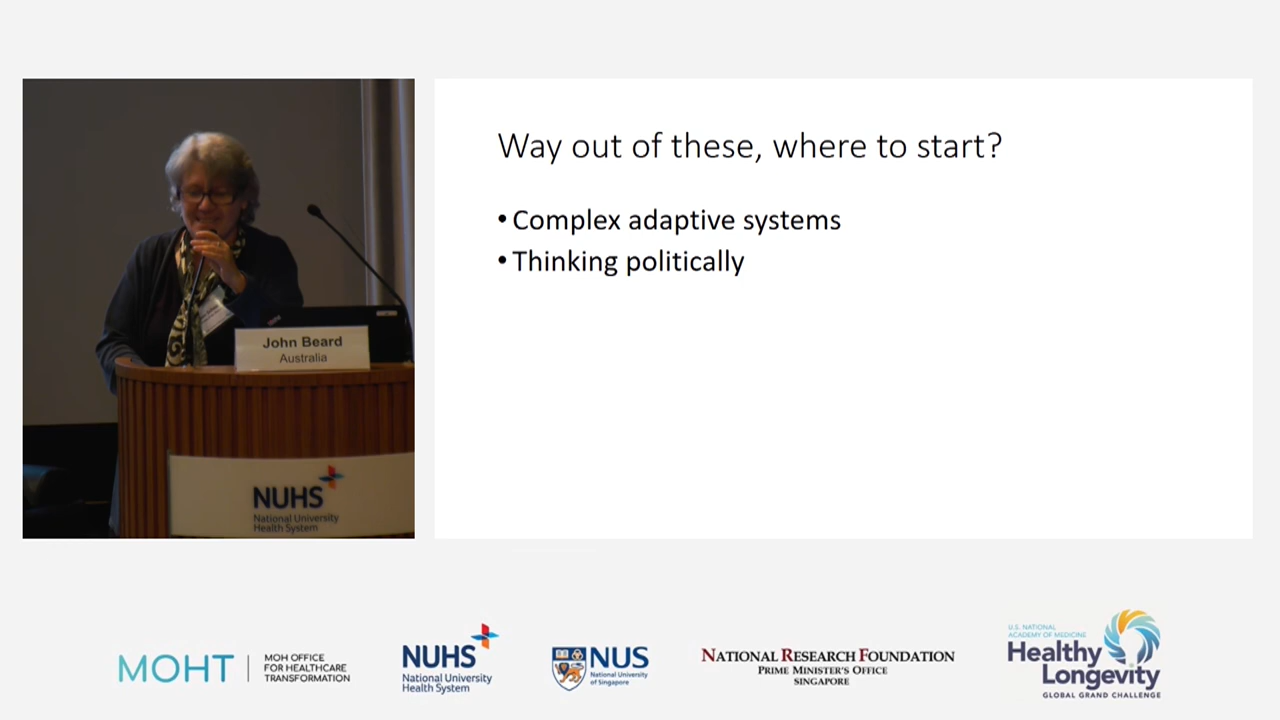 Way out of these, where to start?
• Complex adaptive systems
• Thinking politically
John Beard
Australia
NUHS
National University
Health System
MOHT
MOH OFFICE
FOR HEALTHCARE
TRANSFORMATION
NUHS
National University
Health System
NUS
National University
of Singapore
NATIONAL RESEARCH FOUNDATION
PRIME MINISTER'S OFFICE
SINGAPORE
U.S. NATIONAL
ACADEMY OF MEDICINE
Healthy
Longevity
GLOBAL GRAND CHALLENGE